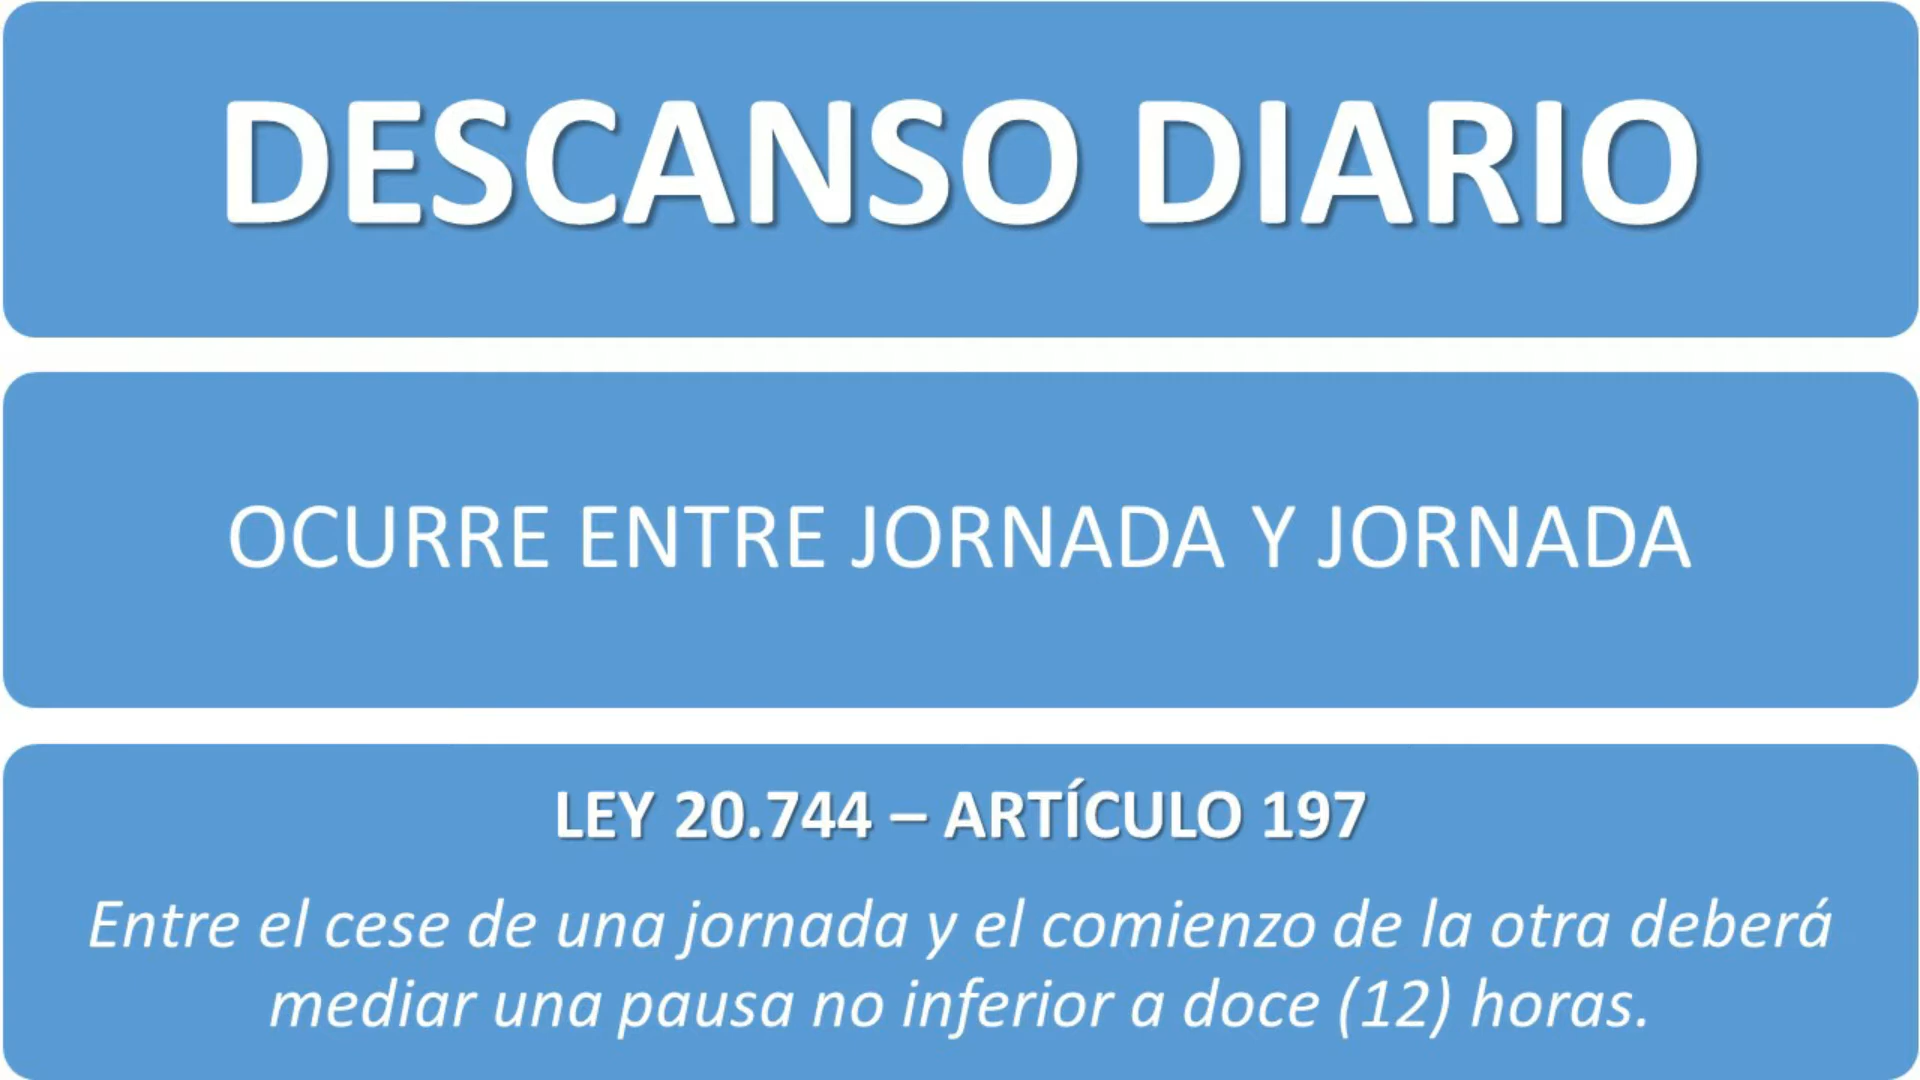 DESCANSO DIARIO
OCURRE ENTRE JORNADA Y JORNADA
LEY 20.744 – ARTÍCULO 197
Entre el cese de una jornada y el comienzo de la otra deberá
mediar una pausa no inferior a doce (12) horas.